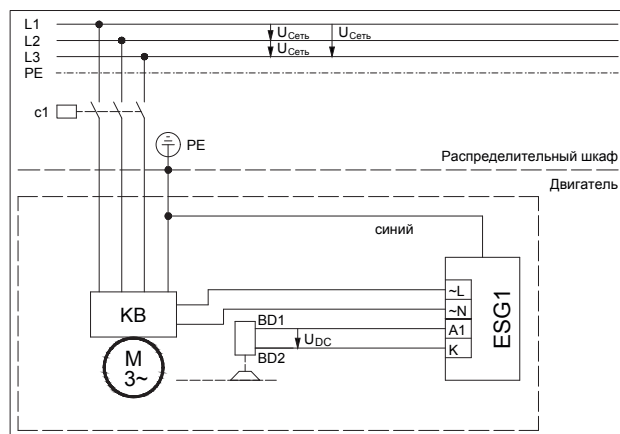 L1
L2
L3
PE
UСеть
UСеть
UСеть
c1
PE
Распределительный шкаф
Двигатель
синий
KB
M
3~
BD1
BD2
UDC
~L
~N
A1
K
ESG1